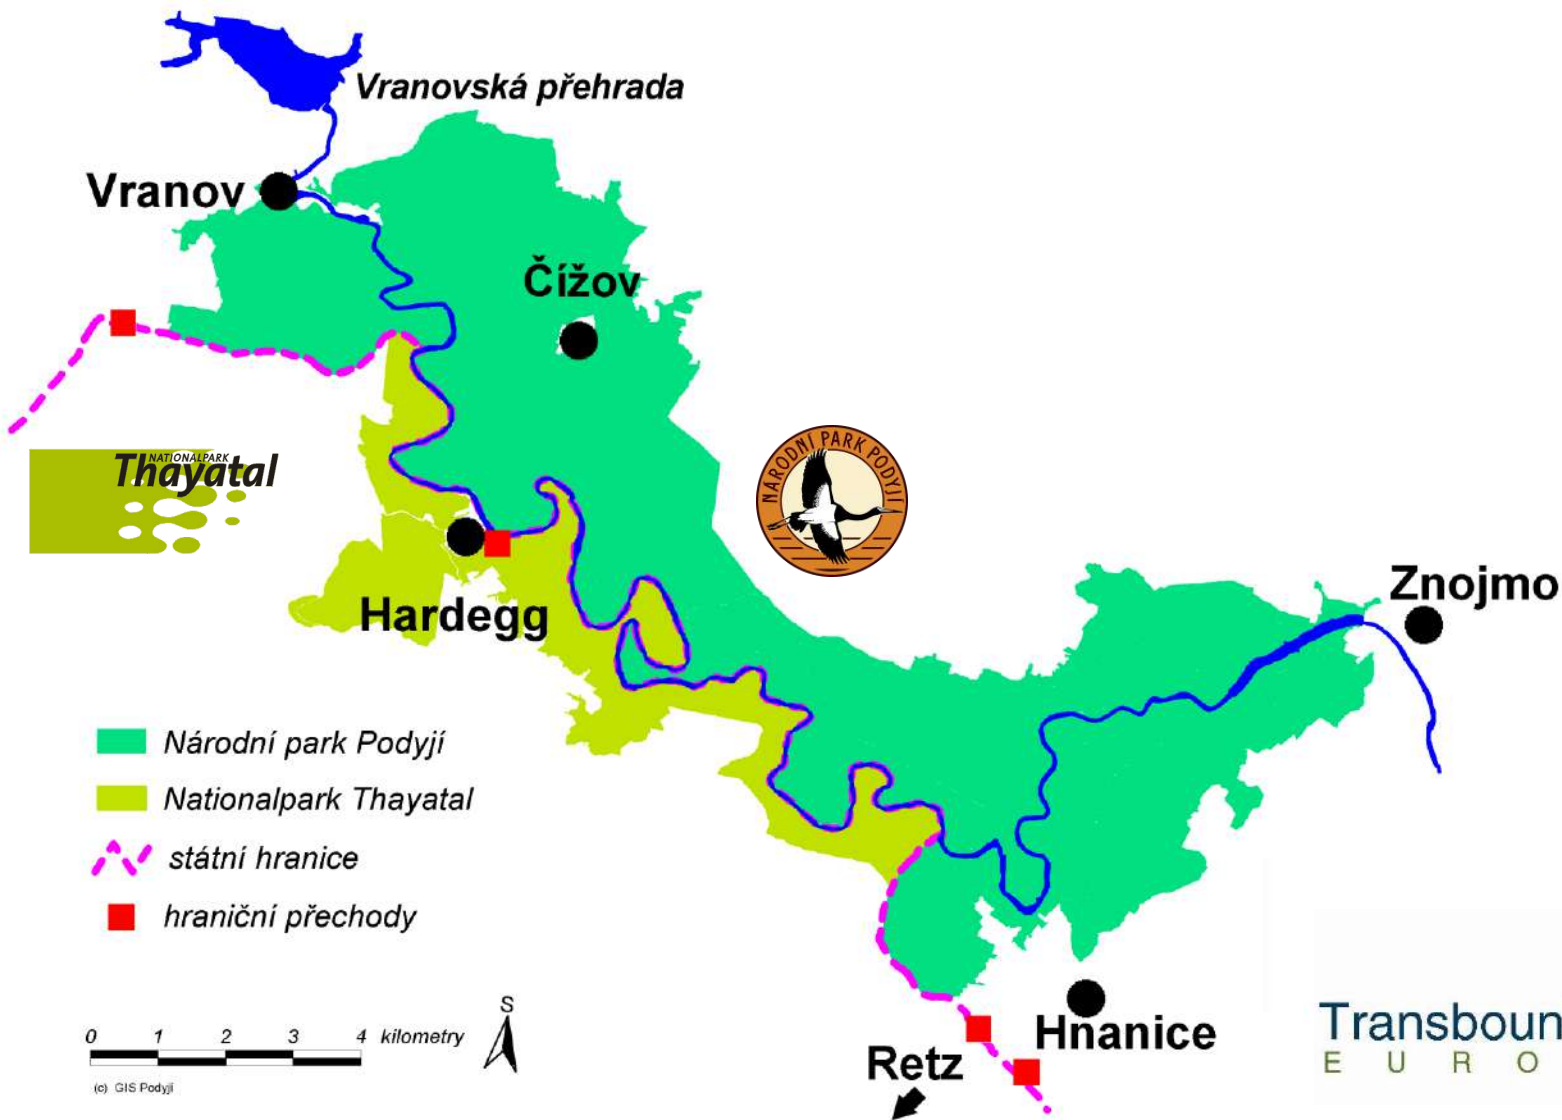 Vranovská přehrada
Vranov
Čížov
NATIONALPARK
Thayatal
NÁRODNÍ PARK PODYJÍ
Hardegg
Znojmo
Národní park Podyjí
Nationalpark Thayatal
státní hranice
hraniční přechody
0 1 2 3 4 kilometry
S
(c) GIS Podyjí
Hnanice
Retz
Transboun
E U R O